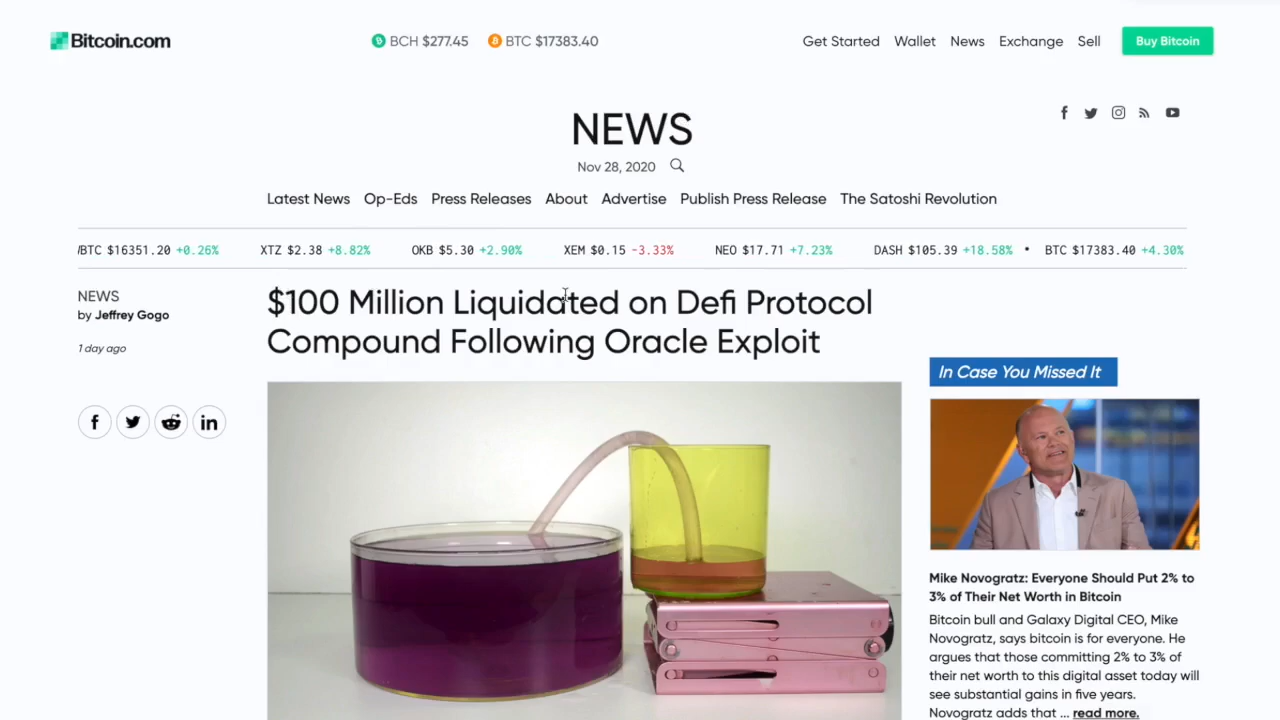 Bitcoin.com
BCH $277.45
BTC $17383.40
Get Started
Wallet
News
Exchange
Sell
Buy Bitcoin
NEWS
Nov 28, 2020
Latest News
Op-Eds
Press Releases
About
Advertise
Publish Press Release
The Satoshi Revolution
/BTC $16351.20 +0.26%
XTZ $2.38 +8.82%
OKB $5.30 +2.90%
XEM $0.15 -3.33%
NEO $17.71 +7.23%
DASH $105.39 +18.58%
• BTC $17383.40 +4.30%
NEWS
by Jeffrey Gogo
1 day ago
$100 Million Liquidated on Defi Protocol
Compound Following Oracle Exploit
In Case You Missed It
Mike Novogratz: Everyone Should Put 2% to
3% of Their Net Worth in Bitcoin
Bitcoin bull and Galaxy Digital CEO, Mike
Novogratz, says bitcoin is for everyone. He
argues that those committing 2% to 3% of
their net worth to this digital asset today will
see substantial gains in five years.
Novogratz adds that ... read more.